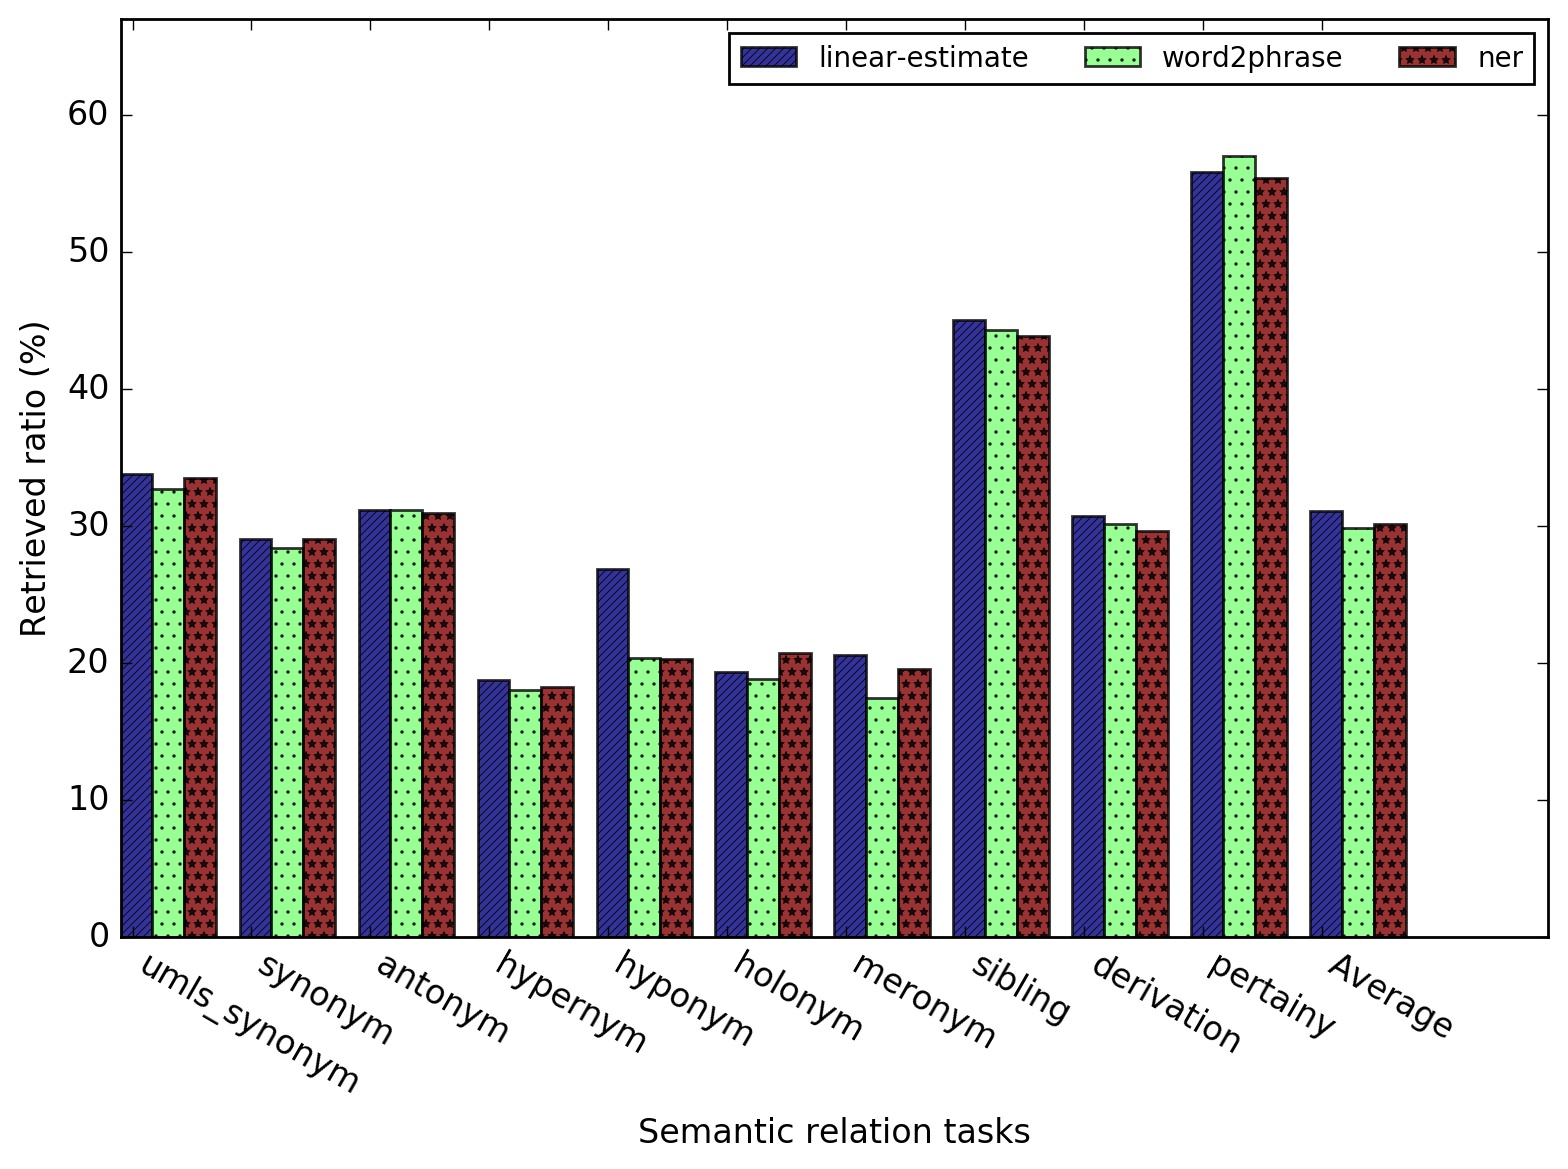 linear-estimate word2phrase ner
60
50
40
30
20
10
0
Retrieved ratio (%)
umls_synonym
synonym
antonym
hypernym
hyponym
holonym
meronym
sibling
derivation
pertainy
Average
Semantic relation tasks